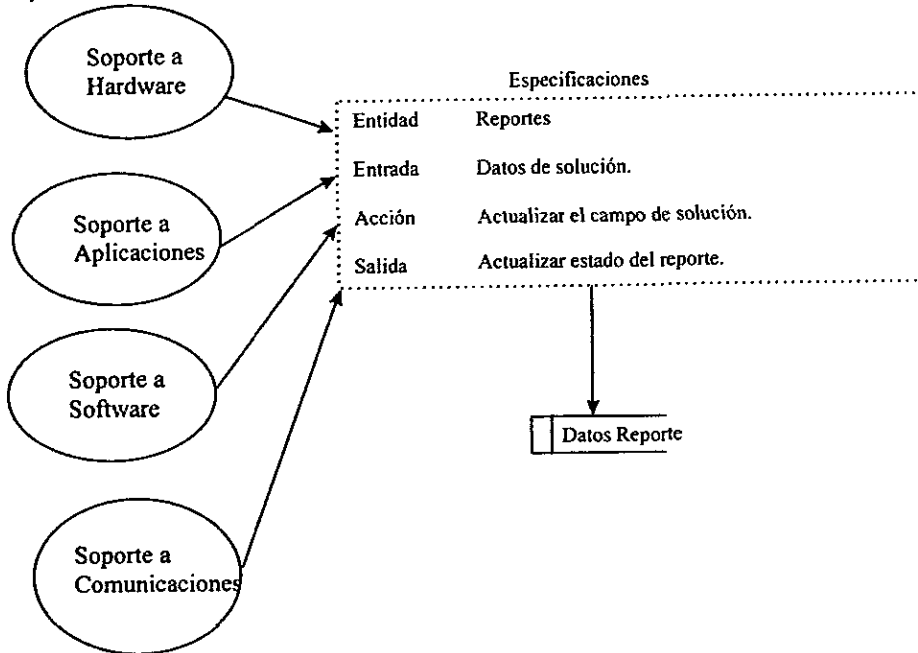 Soporte a
Hardware
Soporte a
Aplicaciones
Soporte a
Software
Soporte a
Comunicaciones
Especificaciones
Entidad Reportes
Entrada Datos de solución.
Acción Actualizar el campo de solución.
Salida Actualizar estado del reporte.
Datos Reporte